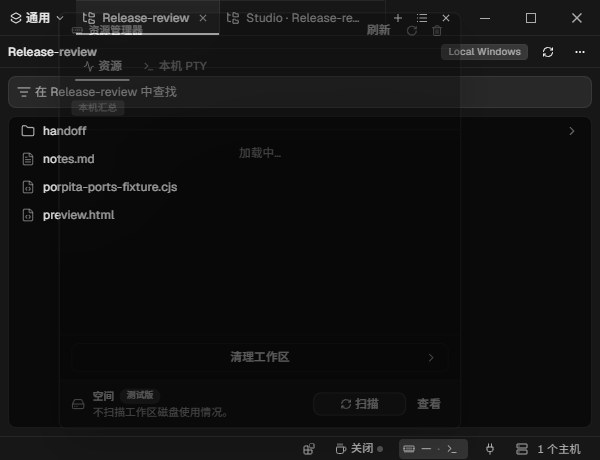 通用
Release-review
Studio · Release-re...
资源管理器
刷新
Release-review
Local Windows
资源
本机 PTY
在 Release-review 中查找
本机汇总
handoff
加载中...
notes.md
porpita-ports-fixture.cjs
preview.html
清理工作区
空间 测试版
不扫描工作区磁盘使用情况。
扫描
查看
关闭
1 个主机